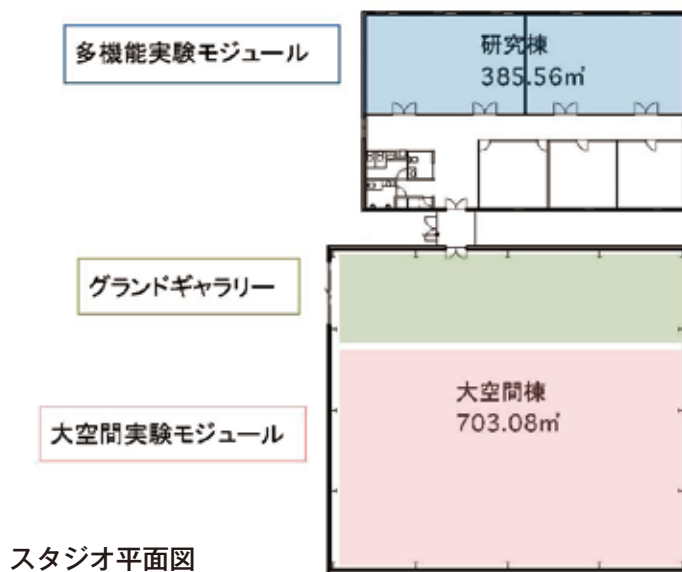 多機能実験モジュール
研究棟
385.56㎡
グランドギャラリー
大空間棟
703.08㎡
大空間実験モジュール
スタジオ平面図